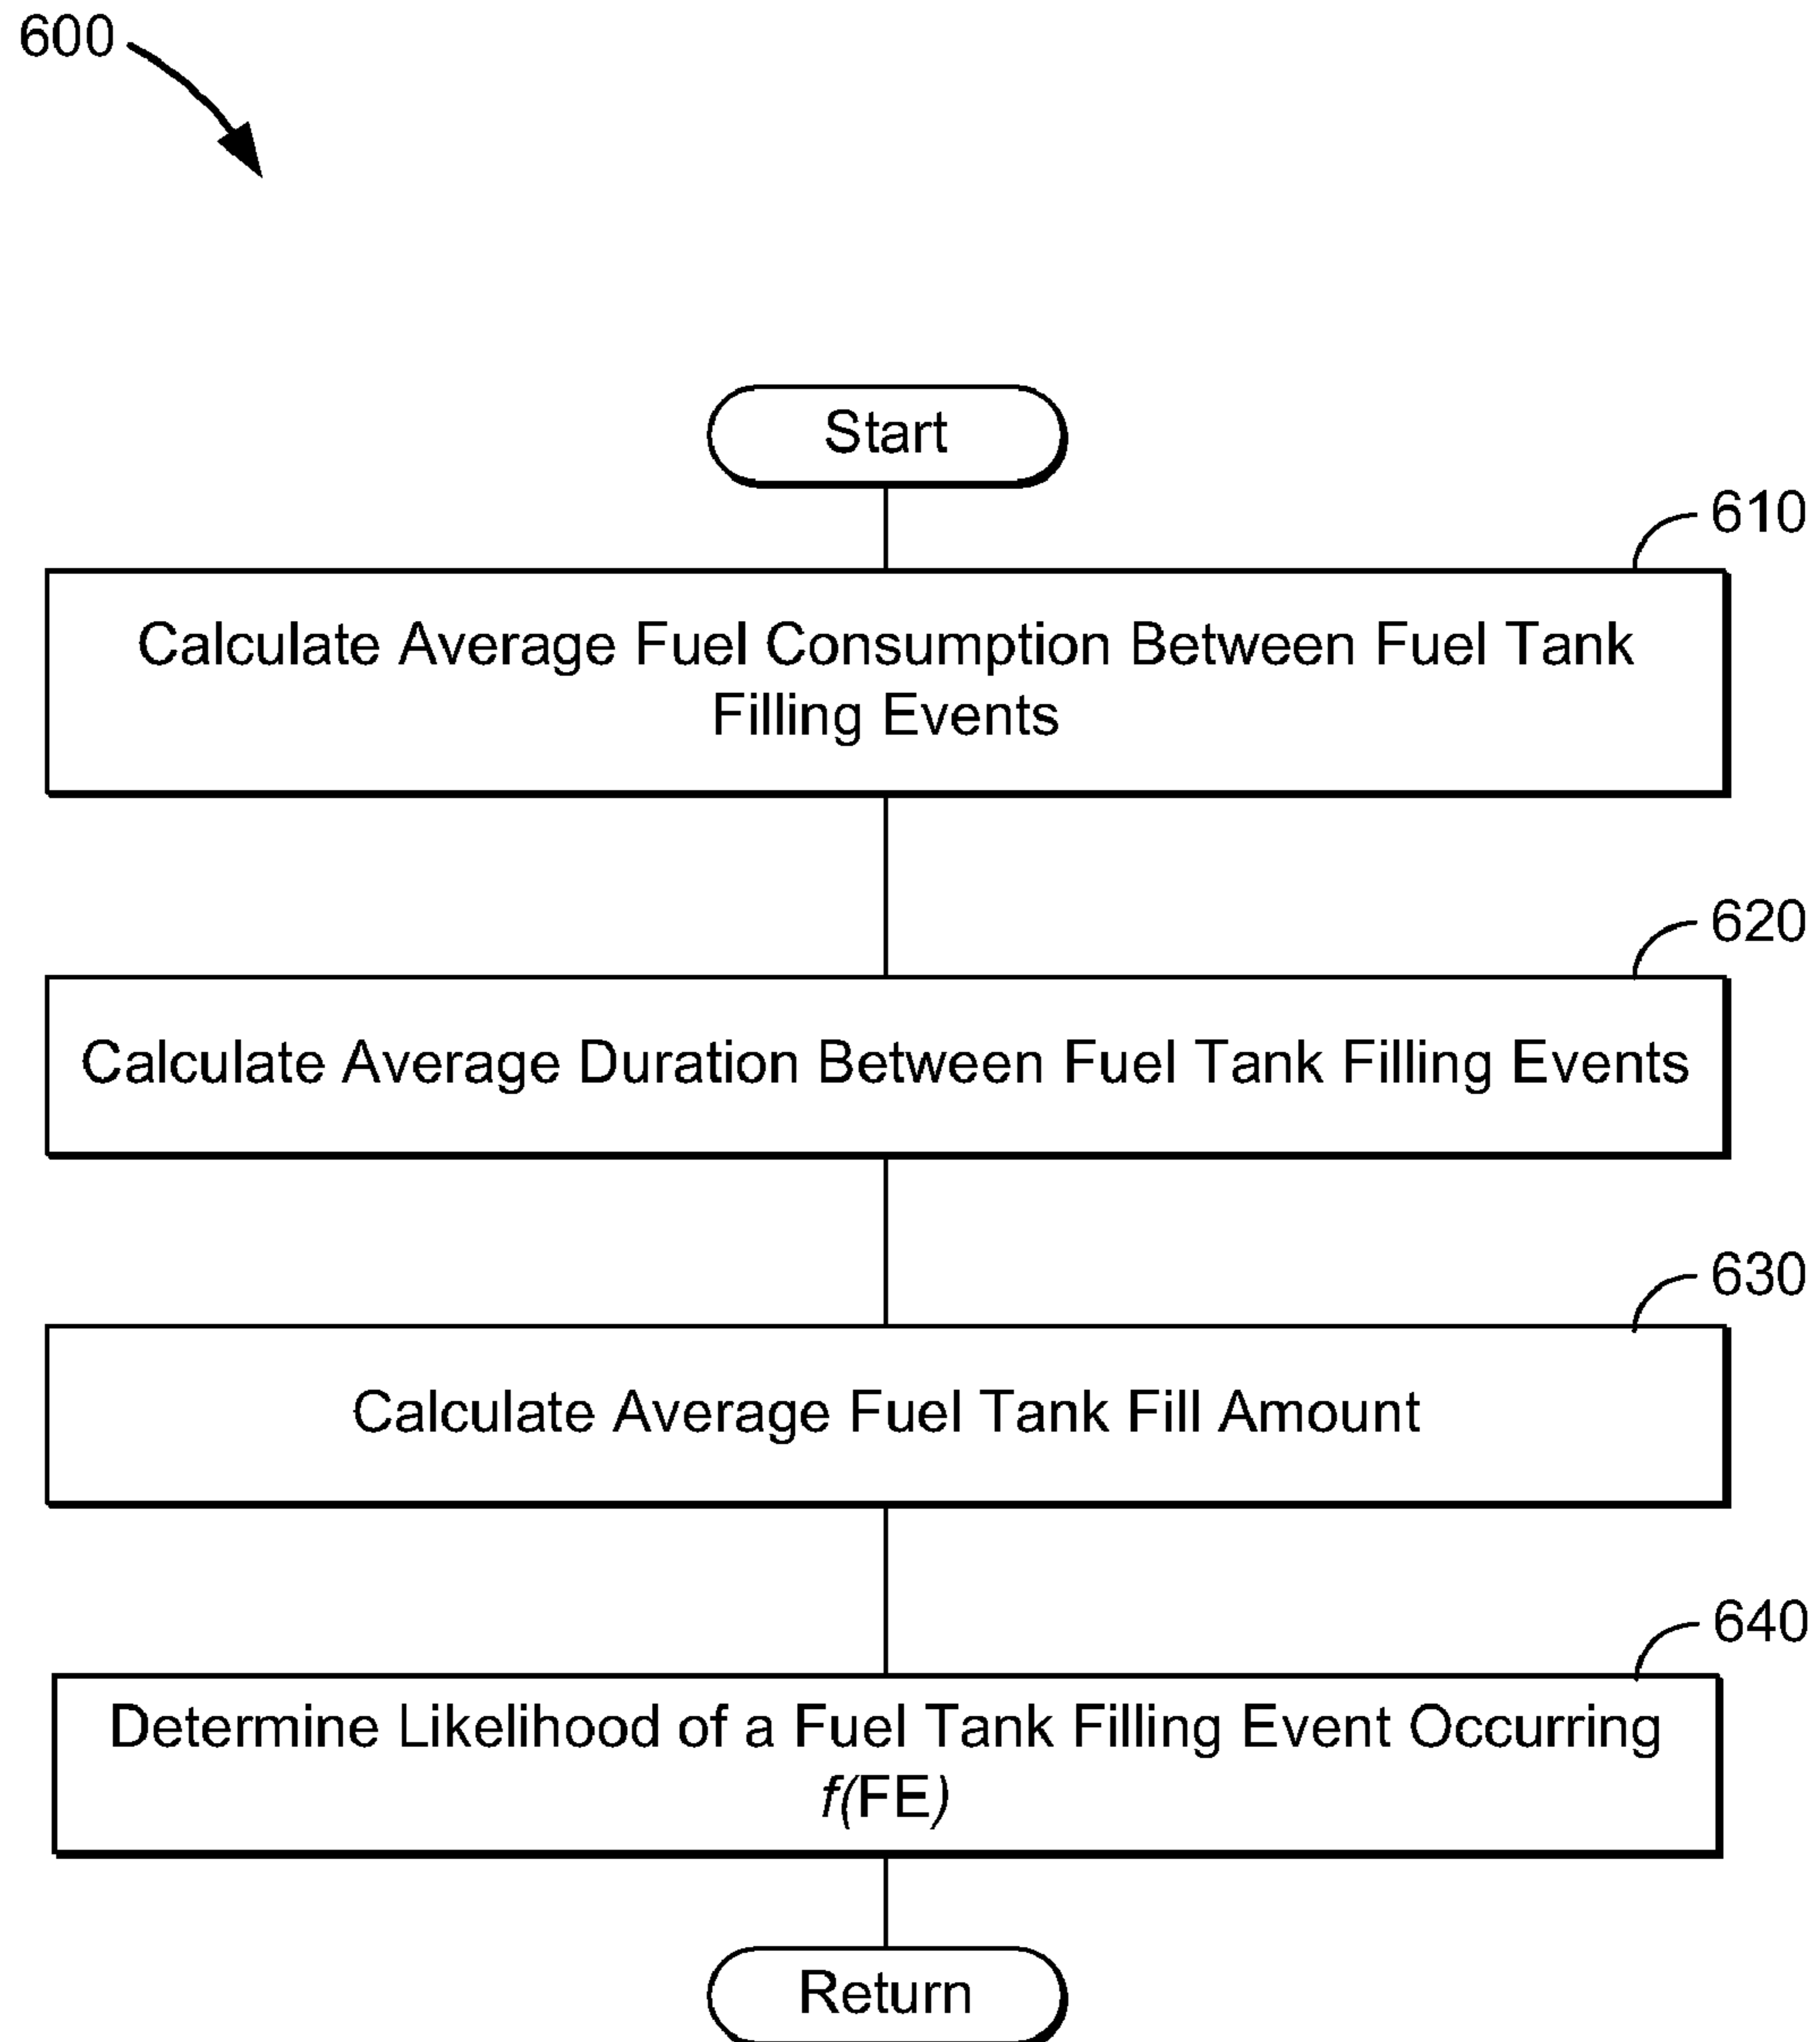 600
Start
610
Calculate Average Fuel Consumption Between Fuel Tank
Filling Events
620
Calculate Average Duration Between Fuel Tank Filling Events
630
Calculate Average Fuel Tank Fill Amount
640
Determine Likelihood of a Fuel Tank Filling Event Occurring
f(FE)
Return